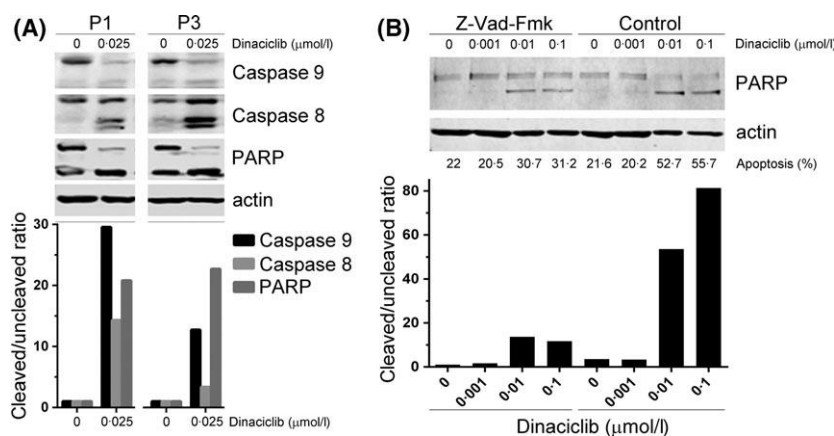 (A)
P1 P3
0 0·025 0 0·025 Dinaciclib (μmol/l)
Caspase 9
Caspase 8
PARP
actin
Cleaved/uncleaved ratio
30
20
10
0
Caspase 9
Caspase 8
PARP
0 0·025 0 0·025 Dinaciclib (μmol/l)
(B)
Z-Vad-Fmk Control
0 0·001 0·01 0·1 0 0·001 0·01 0·1 Dinaciclib (μmol/l)
PARP
actin
22 20·5 30·7 31·2 21·6 20·2 52·7 55·7 Apoptosis (%)
Cleaved/uncleaved ratio
80
60
40
20
0
0 0·001 0·01 0·1 0 0·001 0·01 0·1
Dinaciclib (μmol/l)